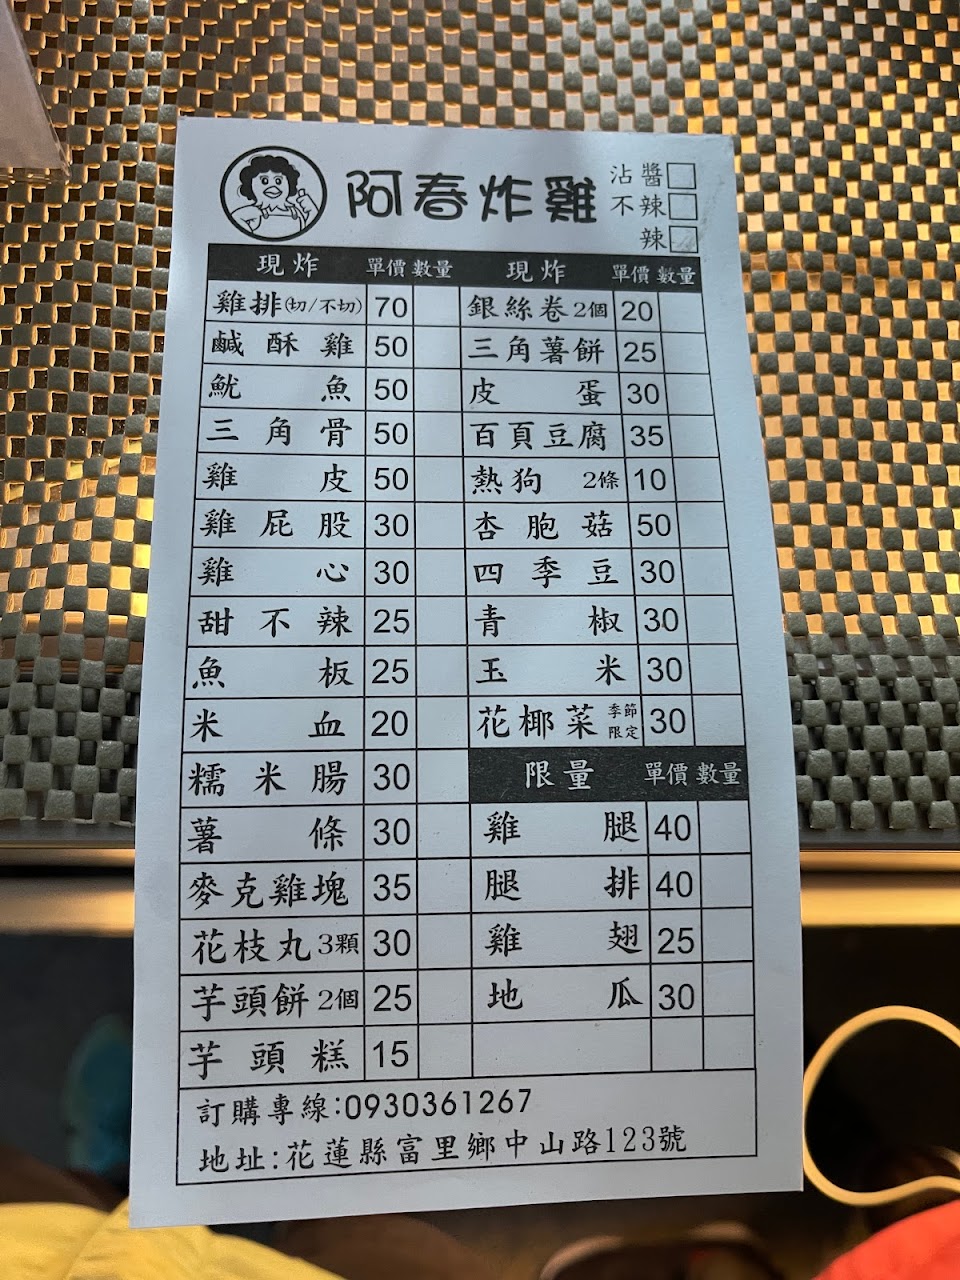 阿春炸雞
沾醬□
不辣□
辣□
現炸 單價 數量 現炸 單價 數量
雞排(切/不切) 70 銀絲卷2個 20
鹹酥雞 50 三角薯餅 25
魷魚 50 皮蛋 30
三角骨 50 百頁豆腐 35
雞皮 50 熱狗 2條 10
雞屁股 30 杏胞菇 50
雞心 30 四季豆 30
甜不辣 25 青椒 30
魚板 25 玉米 30
米血 20 花椰菜 季節限定 30
糯米腸 30 限量 單價 數量
薯條 30 雞腿 40
麥克雞塊 35 腿排 40
花枝丸3顆 30 雞翅 25
芋頭餅2個 25 地瓜 30
芋頭糕 15
訂購專線:0930361267
地址:花蓮縣富里鄉中山路123號